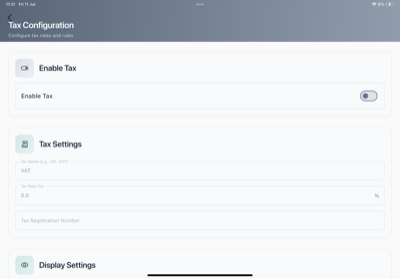 17:31 Fri 11 Jul
6%
Tax Configuration
Configure tax rates and rules
Enable Tax
Enable Tax
Tax Settings
Tax Name (e.g., VAT, GST)
VAT
Tax Rate (%)
0.0 %
Tax Registration Number
Display Settings